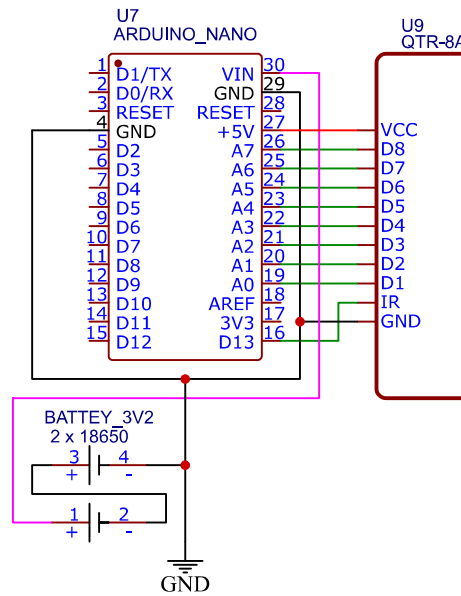 U7
ARDUINO_NANO
U9
QTR-8A
1 D1/TX VIN 30
2 D0/RX GND 29
3 RESET RESET 28
4 GND +5V 27 VCC
5 D2 A7 26 D8
6 D3 A6 25 D7
7 D4 A5 24 D6
8 D5 A4 23 D5
9 D6 A3 22 D4
10 D7 A2 21 D3
11 D8 A1 20 D2
12 D9 A0 19 D1
13 D10 AREF 18 IR
14 D11 3V3 17 GND
15 D12 D13 16
BATTEY_3V2
2 x 18650
3 4
+ -
1 2
+ -
GND